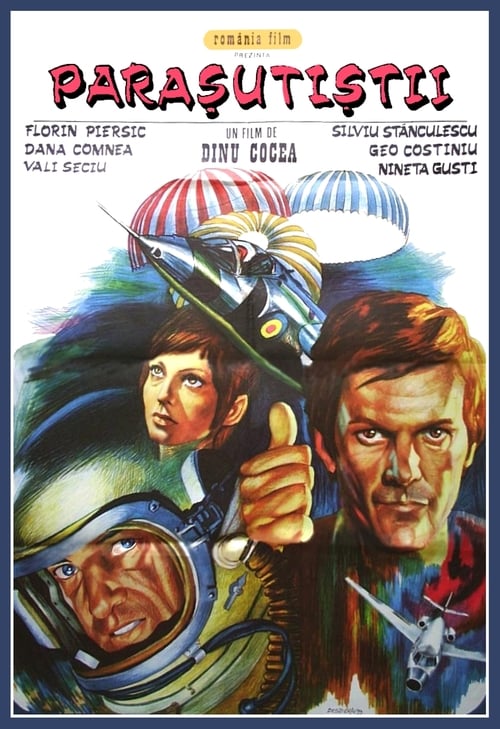 românia film
PREZINTĂ
PARAȘUTIȘTII
FLORIN PIERSIC
DANA COMNEA
VALI SECIU
UN FILM DE
DINU COCEA
SILVIU STĂNCULESCU
GEO COSTINIU
NINETA GUSTI